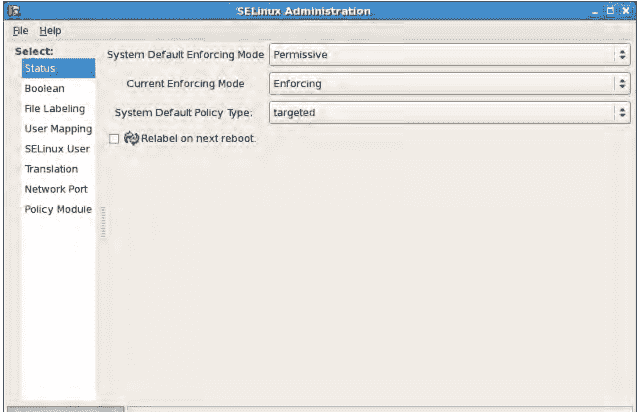 SELinux Administration
File Help
Select:
Status
Boolean
File Labeling
User Mapping
SELinux User
Translation
Network Port
Policy Module
System Default Enforcing Mode Permissive
Current Enforcing Mode Enforcing
System Default Policy Type: targeted
Relabel on next reboot.